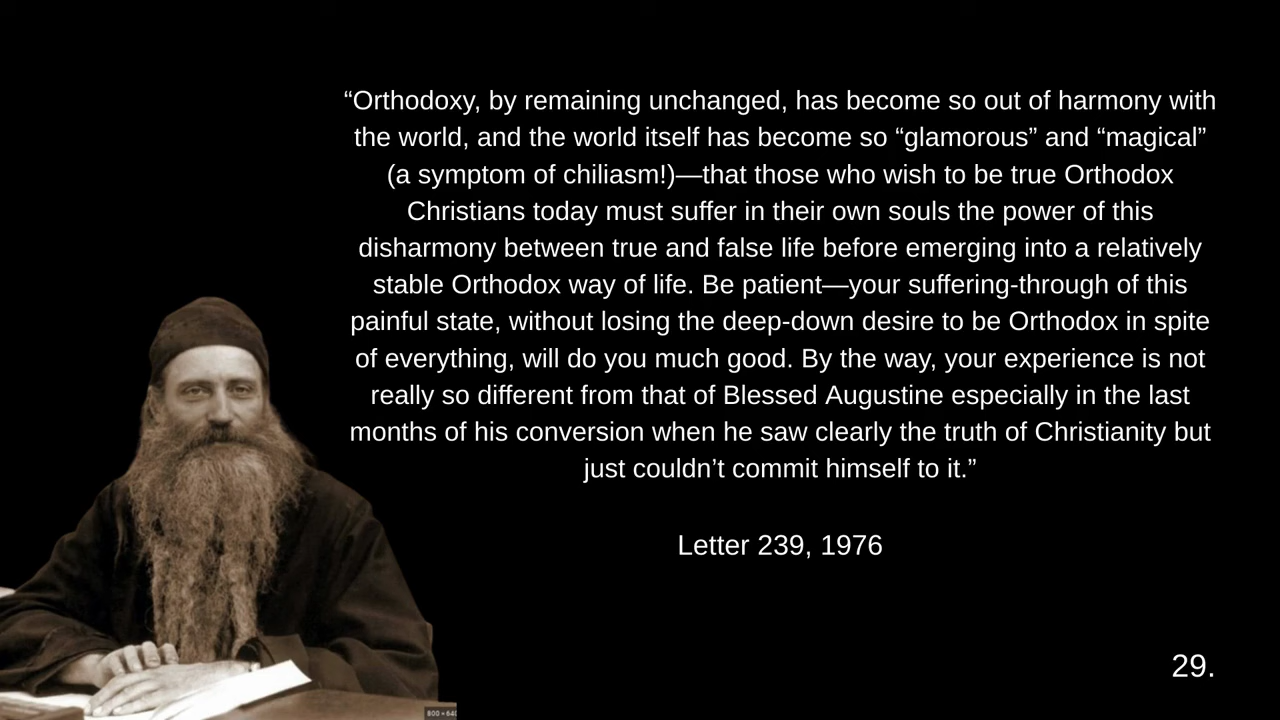 “Orthodoxy, by remaining unchanged, has become so out of harmony with
the world, and the world itself has become so “glamorous” and “magical”
(a symptom of chiliasm!)—that those who wish to be true Orthodox
Christians today must suffer in their own souls the power of this
disharmony between true and false life before emerging into a relatively
stable Orthodox way of life. Be patient—your suffering-through of this
painful state, without losing the deep-down desire to be Orthodox in spite
of everything, will do you much good. By the way, your experience is not
really so different from that of Blessed Augustine especially in the last
months of his conversion when he saw clearly the truth of Christianity but
just couldn’t commit himself to it.”
Letter 239, 1976
29.
800 × 640